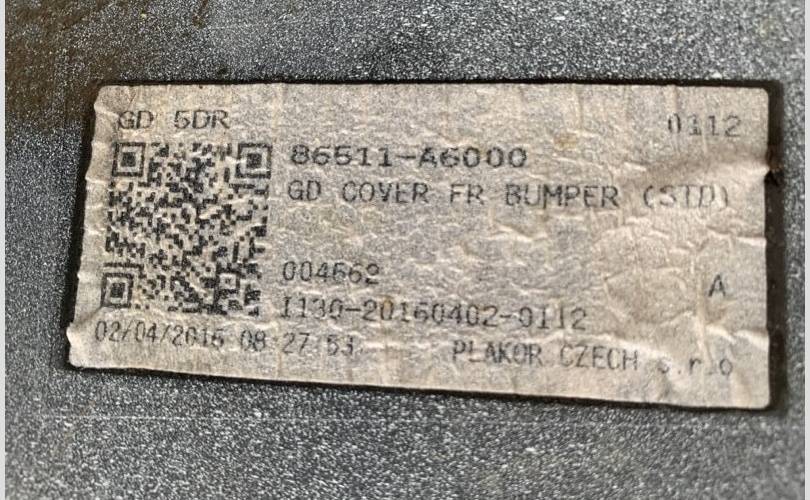 GD 5DR 0112
86511-A6000
GD COVER FR BUMPER (STD)
004662 A
I130-20160402-0112
02/04/2016 08 27 53 PLAKOR CZECH s.r.o